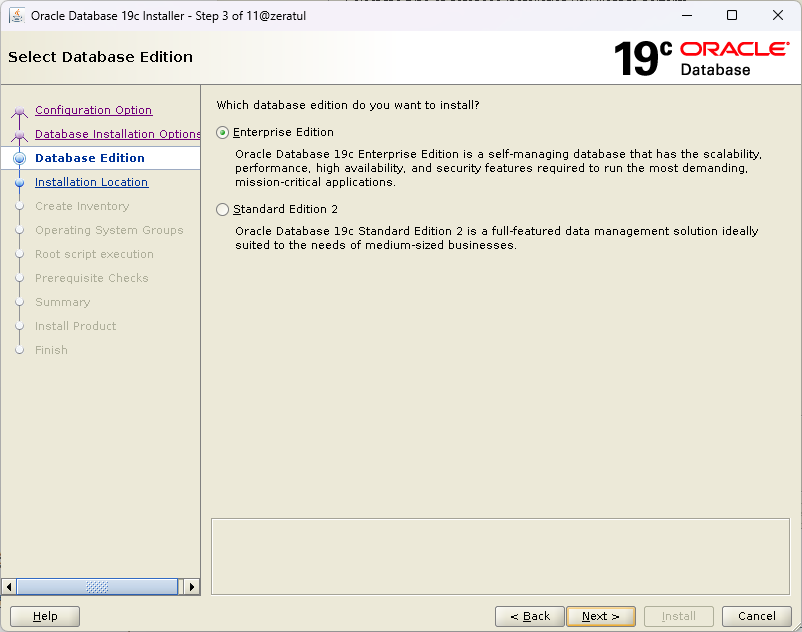 Oracle Database 19c Installer - Step 3 of 11@zeratul
Select Database Edition
19c ORACLE
Database
Configuration Option
Database Installation Options
Database Edition
Installation Location
Create Inventory
Operating System Groups
Root script execution
Prerequisite Checks
Summary
Install Product
Finish
Which database edition do you want to install?
Enterprise Edition
Oracle Database 19c Enterprise Edition is a self-managing database that has the scalability,
performance, high availability, and security features required to run the most demanding,
mission-critical applications.
Standard Edition 2
Oracle Database 19c Standard Edition 2 is a full-featured data management solution ideally
suited to the needs of medium-sized businesses.
Help
< Back
Next >
Install
Cancel